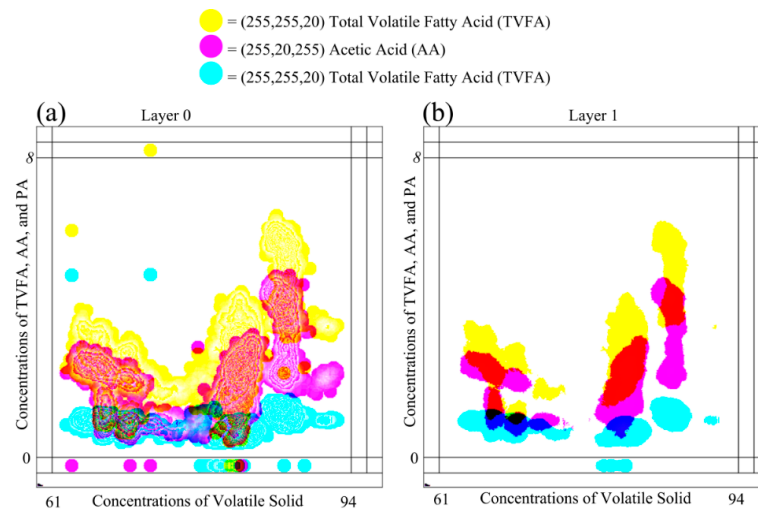 = (255,255,20) Total Volatile Fatty Acid (TVFA)
= (255,20,255) Acetic Acid (AA)
= (255,255,20) Total Volatile Fatty Acid (TVFA)
(a) Layer 0
(b) Layer 1
8
8
Concentrations of TVFA, AA, and PA
Concentrations of TVFA, AA, and PA
0
0
61 Concentrations of Volatile Solid 94
61 Concentrations of Volatile Solid 94